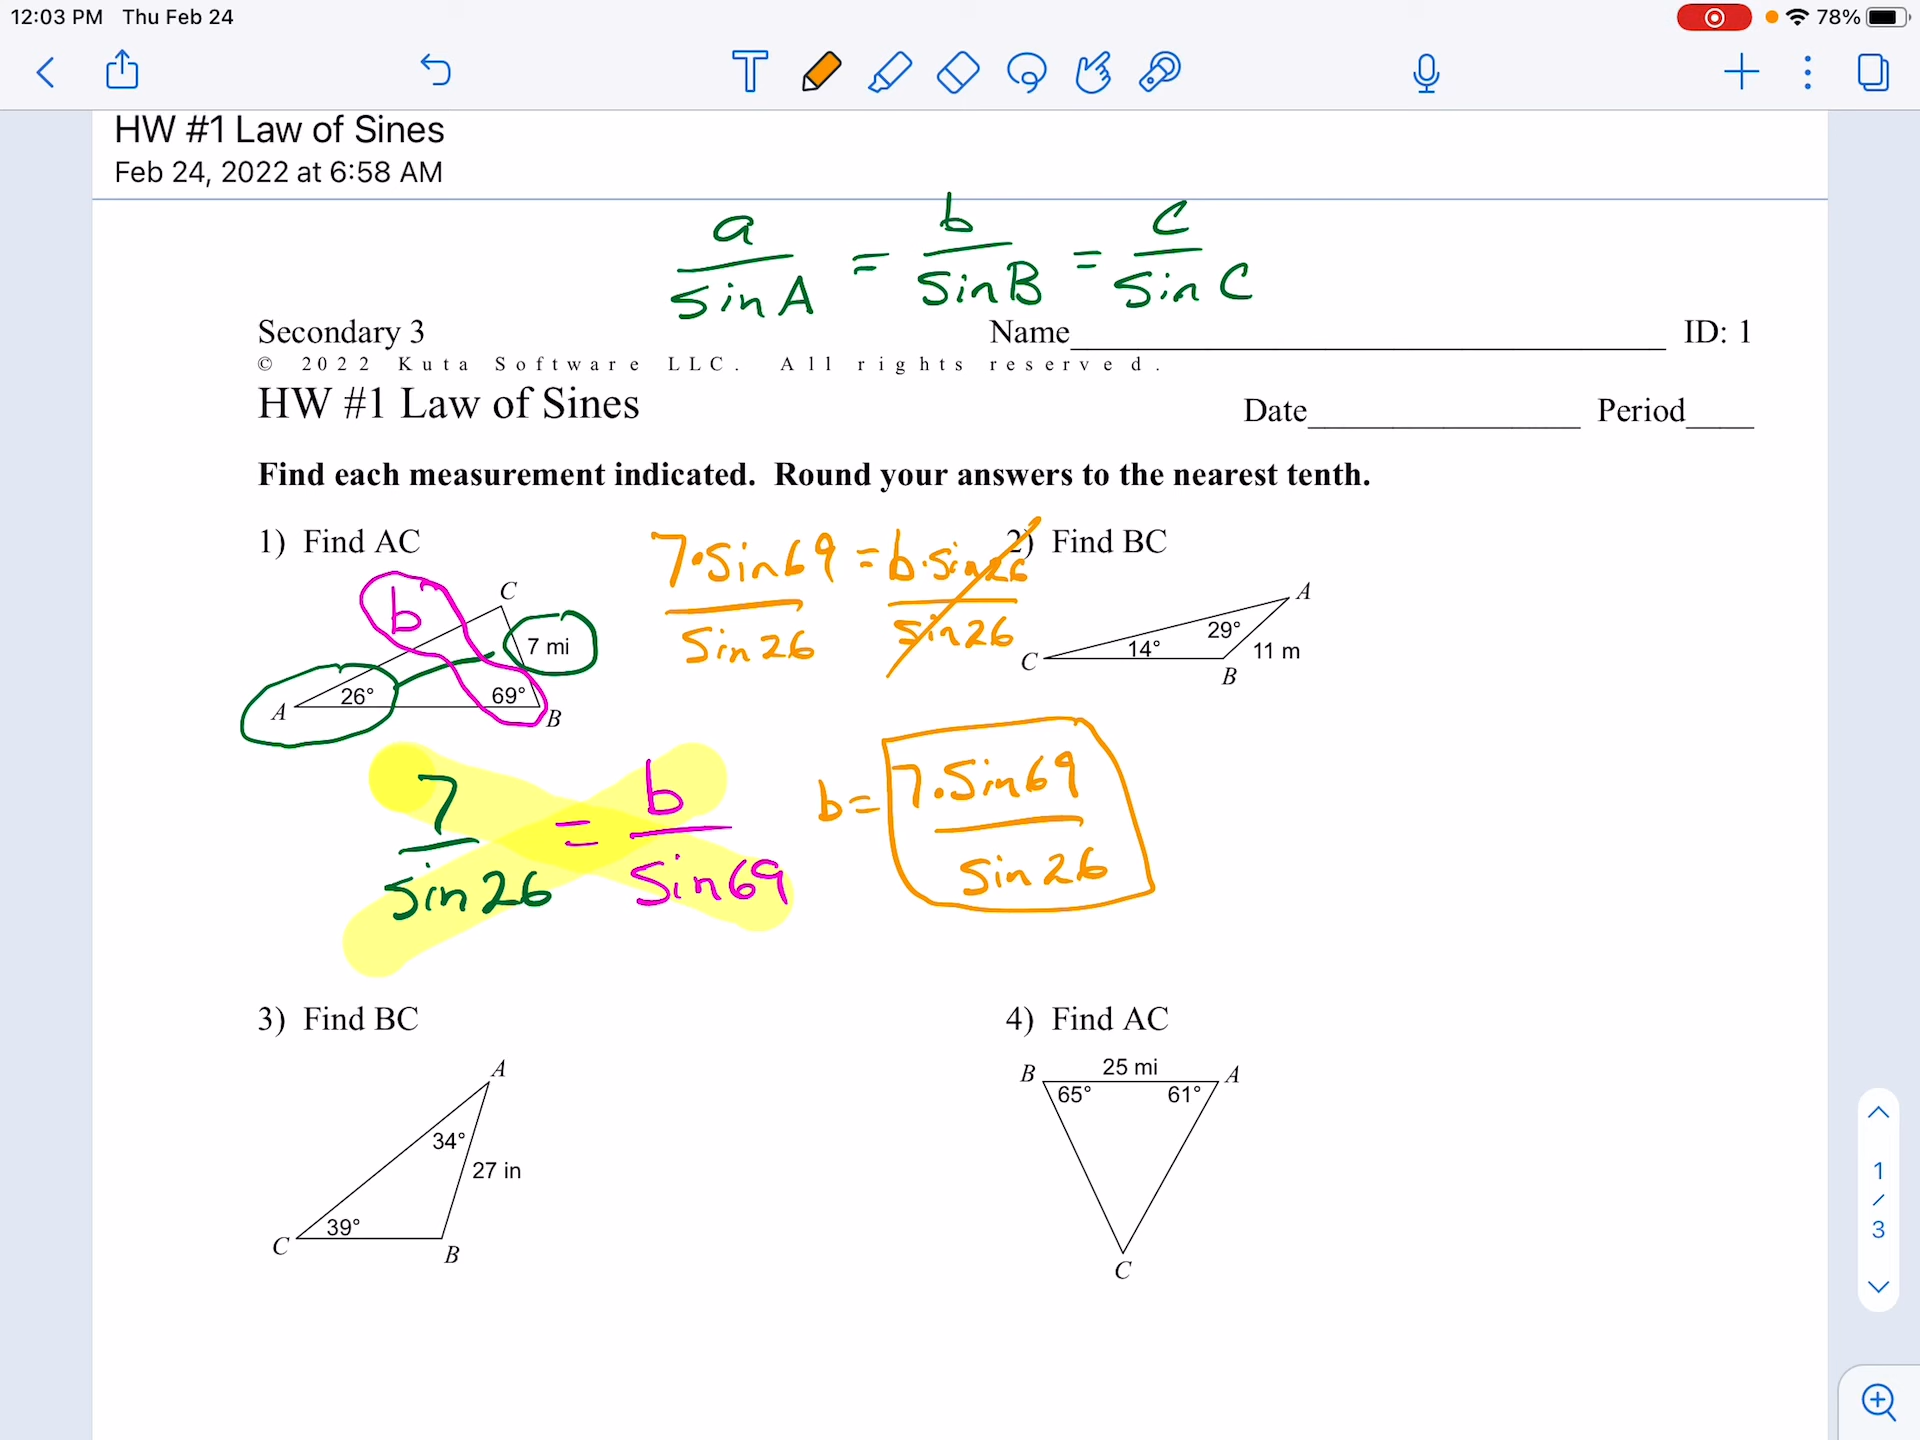 12:03 PM Thu Feb 24 78%
T
HW #1 Law of Sines
Feb 24, 2022 at 6:58 AM
a/sin A = b/sin B = c/sin C
Secondary 3 Name ID: 1
© 2022 Kuta Software LLC. All rights reserved.
HW #1 Law of Sines Date Period
Find each measurement indicated. Round your answers to the nearest tenth.
1) Find AC
b
C
7 mi
A 26° 69° B
7·sin69 = b·sin26
sin26 sin26
2) Find BC
A
29°
C 14° 11 m
B
7 = b
sin26 sin69
b = 7·sin69
sin26
3) Find BC
A
34°
27 in
39°
C B
4) Find AC
B 25 mi A
65° 61°
C
1
/
3